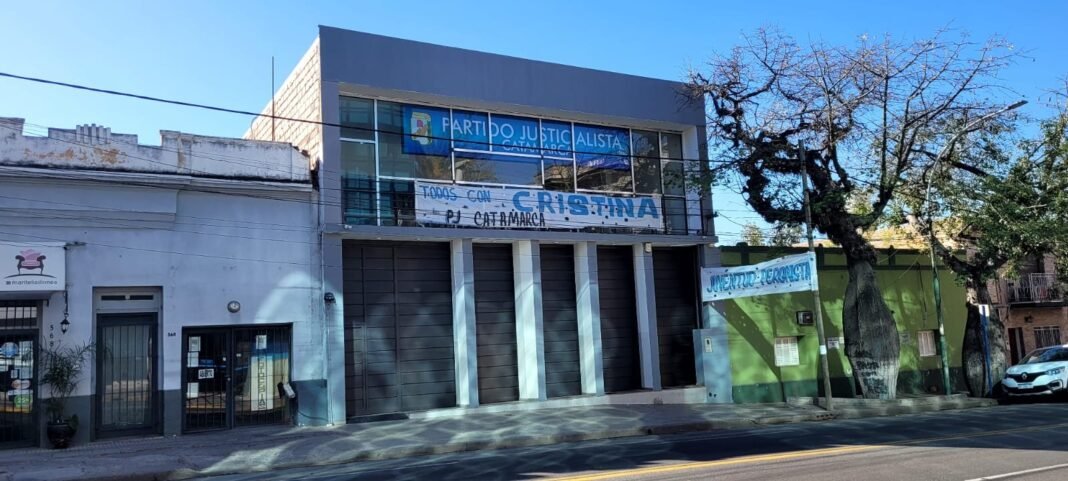 PARTIDO JUSTICIALISTA
CATAMARCA
TODOS CON CRISTINA
PJ CATAMARCA
JUVENTUD PERONISTA